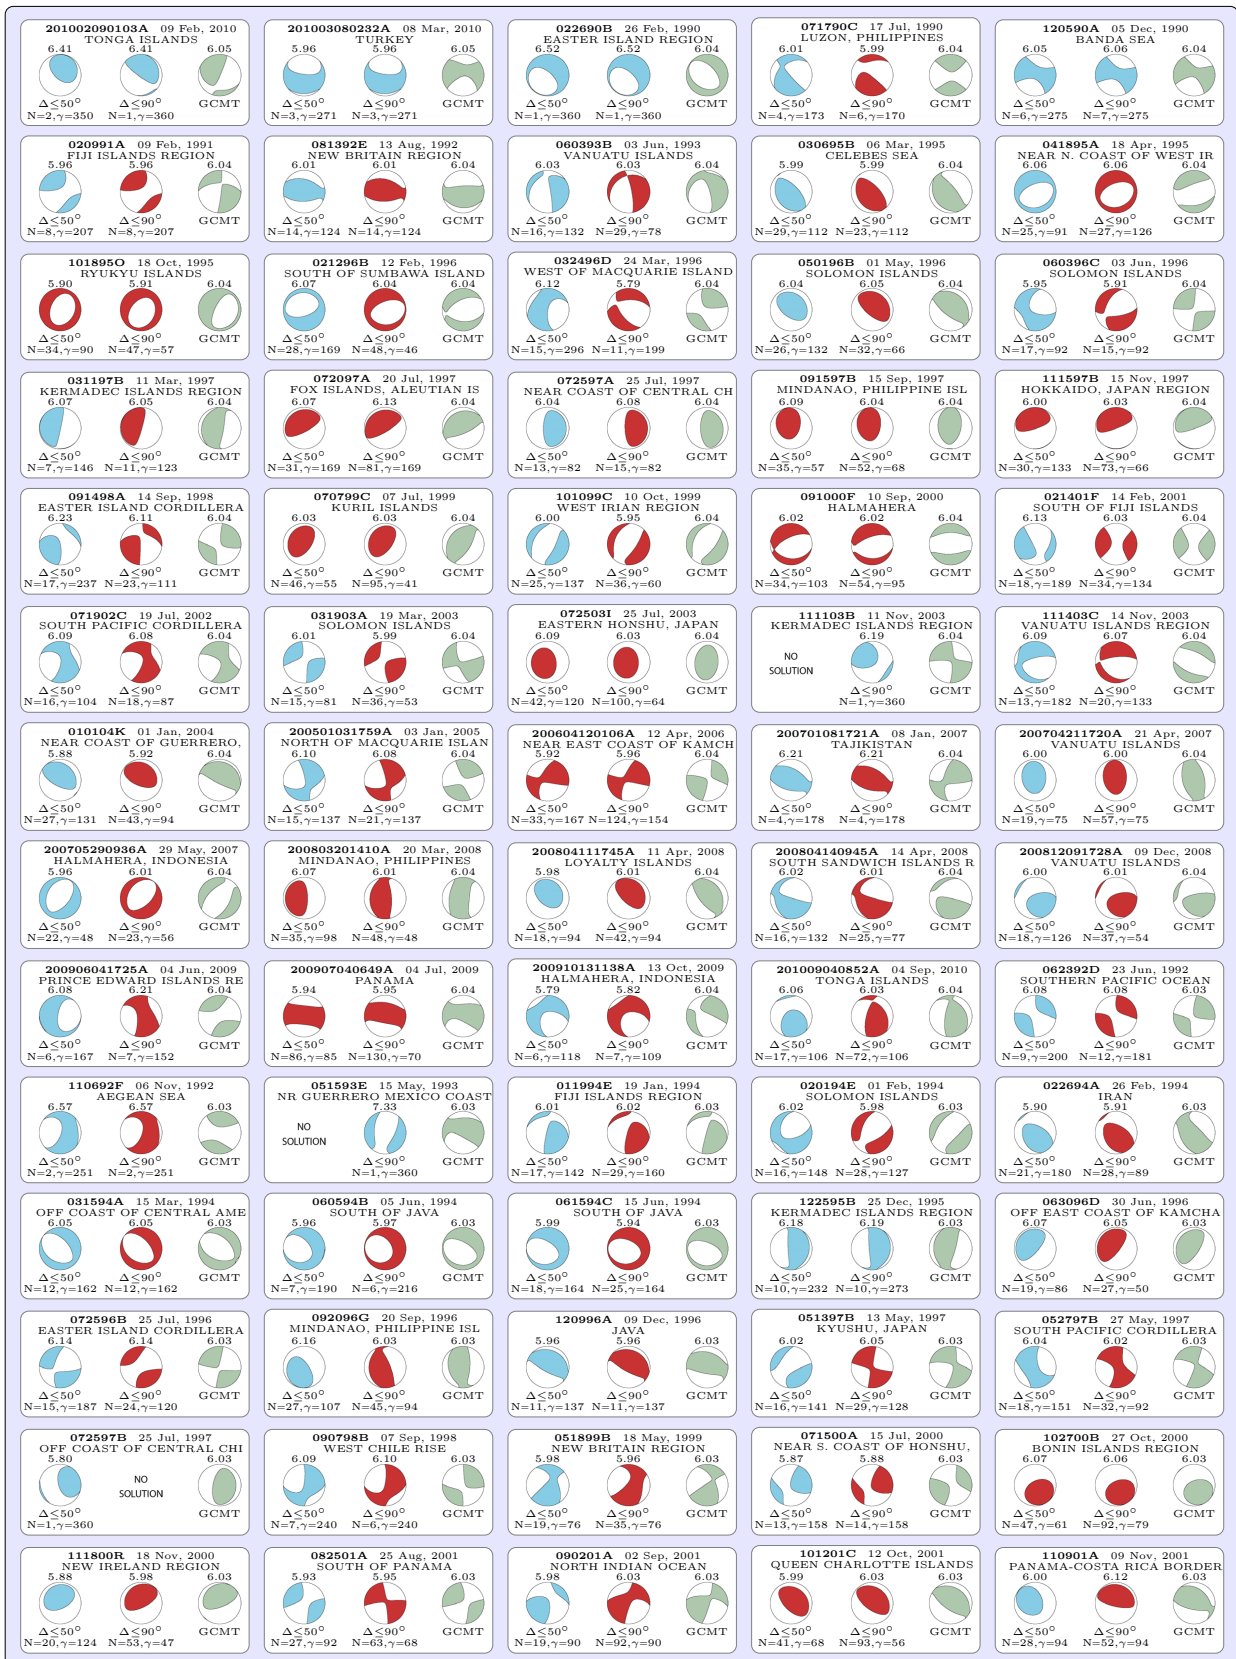 201002090103A 09 Feb, 2010
TONGA ISLANDS
6.41 6.41 6.05
Δ≤50° Δ≤90° GCMT
N=2,γ=350 N=1,γ=360
201003080232A 08 Mar, 2010
TURKEY
5.96 5.96 6.05
Δ≤50° Δ≤90° GCMT
N=3,γ=271 N=3,γ=271
022690B 26 Feb, 1990
EASTER ISLAND REGION
6.52 6.52 6.04
Δ≤50° Δ≤90° GCMT
N=1,γ=360 N=1,γ=360
071790C 17 Jul, 1990
LUZON, PHILIPPINES
6.01 5.99 6.04
Δ≤50° Δ≤90° GCMT
N=4,γ=173 N=6,γ=170
120590A 05 Dec, 1990
BANDA SEA
6.05 6.06 6.04
Δ≤50° Δ≤90° GCMT
N=6,γ=275 N=7,γ=275
020991A 09 Feb, 1991
FIJI ISLANDS REGION
5.96 5.96 6.04
Δ≤50° Δ≤90° GCMT
N=8,γ=207 N=8,γ=207
081392E 13 Aug, 1992
NEW BRITAIN REGION
6.01 6.01 6.04
Δ≤50° Δ≤90° GCMT
N=14,γ=124 N=14,γ=124
060393B 03 Jun, 1993
VANUATU ISLANDS
6.03 6.03 6.04
Δ≤50° Δ≤90° GCMT
N=16,γ=132 N=29,γ=78
030695B 06 Mar, 1995
CELEBES SEA
5.99 5.99 6.04
Δ≤50° Δ≤90° GCMT
N=29,γ=112 N=23,γ=112
041895A 18 Apr, 1995
NEAR N. COAST OF WEST IR
6.06 6.06 6.04
Δ≤50° Δ≤90° GCMT
N=25,γ=91 N=27,γ=126
101895O 18 Oct, 1995
RYUKYU ISLANDS
5.90 5.91 6.04
Δ≤50° Δ≤90° GCMT
N=34,γ=90 N=47,γ=57
021296B 12 Feb, 1996
SOUTH OF SUMBAWA ISLAND
6.07 6.04 6.04
Δ≤50° Δ≤90° GCMT
N=28,γ=169 N=48,γ=46
032496D 24 Mar, 1996
WEST OF MACQUARIE ISLAND
6.12 5.79 6.04
Δ≤50° Δ≤90° GCMT
N=15,γ=296 N=11,γ=199
050196B 01 May, 1996
SOLOMON ISLANDS
6.04 6.05 6.04
Δ≤50° Δ≤90° GCMT
N=26,γ=132 N=32,γ=66
060396C 03 Jun, 1996
SOLOMON ISLANDS
5.95 5.91 6.04
Δ≤50° Δ≤90° GCMT
N=17,γ=92 N=15,γ=92
031197B 11 Mar, 1997
KERMADEC ISLANDS REGION
6.07 6.05 6.04
Δ≤50° Δ≤90° GCMT
N=7,γ=146 N=11,γ=123
072097A 20 Jul, 1997
FOX ISLANDS, ALEUTIAN IS
6.07 6.13 6.04
Δ≤50° Δ≤90° GCMT
N=31,γ=169 N=81,γ=169
072597A 25 Jul, 1997
NEAR COAST OF CENTRAL CH
6.04 6.08 6.04
Δ≤50° Δ≤90° GCMT
N=13,γ=82 N=15,γ=82
091597B 15 Sep, 1997
MINDANAO, PHILIPPINE ISL
6.09 6.04 6.04
Δ≤50° Δ≤90° GCMT
N=35,γ=57 N=52,γ=68
111597B 15 Nov, 1997
HOKKAIDO, JAPAN REGION
6.00 6.03 6.04
Δ≤50° Δ≤90° GCMT
N=30,γ=133 N=73,γ=66
091498A 14 Sep, 1998
EASTER ISLAND CORDILLERA
6.23 6.11 6.04
Δ≤50° Δ≤90° GCMT
N=17,γ=237 N=23,γ=111
070799C 07 Jul, 1999
KURIL ISLANDS
6.03 6.03 6.04
Δ≤50° Δ≤90° GCMT
N=46,γ=55 N=95,γ=41
101099C 10 Oct, 1999
WEST IRIAN REGION
6.00 5.95 6.04
Δ≤50° Δ≤90° GCMT
N=25,γ=137 N=36,γ=60
091000F 10 Sep, 2000
HALMAHERA
6.02 6.02 6.04
Δ≤50° Δ≤90° GCMT
N=34,γ=103 N=54,γ=95
021401F 14 Feb, 2001
SOUTH OF FIJI ISLANDS
6.13 6.03 6.04
Δ≤50° Δ≤90° GCMT
N=18,γ=189 N=34,γ=134
071902C 19 Jul, 2002
SOUTH PACIFIC CORDILLERA
6.09 6.08 6.04
Δ≤50° Δ≤90° GCMT
N=16,γ=104 N=18,γ=87
031903A 19 Mar, 2003
SOLOMON ISLANDS
6.01 5.99 6.04
Δ≤50° Δ≤90° GCMT
N=15,γ=81 N=36,γ=53
072503I 25 Jul, 2003
EASTERN HONSHU, JAPAN
6.09 6.03 6.04
Δ≤50° Δ≤90° GCMT
N=42,γ=120 N=100,γ=64
111103B 11 Nov, 2003
KERMADEC ISLANDS REGION
6.19 6.04
NO
SOLUTION
Δ≤90° GCMT
N=1,γ=360
111403C 14 Nov, 2003
VANUATU ISLANDS REGION
6.09 6.07 6.04
Δ≤50° Δ≤90° GCMT
N=13,γ=182 N=20,γ=133
010104K 01 Jan, 2004
NEAR COAST OF GUERRERO,
5.88 5.92 6.04
Δ≤50° Δ≤90° GCMT
N=27,γ=131 N=43,γ=94
200501031759A 03 Jan, 2005
NORTH OF MACQUARIE ISLAN
6.10 6.08 6.04
Δ≤50° Δ≤90° GCMT
N=15,γ=137 N=21,γ=137
200604120106A 12 Apr, 2006
NEAR EAST COAST OF KAMCH
5.92 5.96 6.04
Δ≤50° Δ≤90° GCMT
N=33,γ=167 N=124,γ=154
200701081721A 08 Jan, 2007
TAJIKISTAN
6.21 6.21 6.04
Δ≤50° Δ≤90° GCMT
N=4,γ=178 N=4,γ=178
200704211720A 21 Apr, 2007
VANUATU ISLANDS
6.00 6.00 6.04
Δ≤50° Δ≤90° GCMT
N=19,γ=75 N=57,γ=75
200705290936A 29 May, 2007
HALMAHERA, INDONESIA
5.96 6.01 6.04
Δ≤50° Δ≤90° GCMT
N=22,γ=48 N=23,γ=56
200803201410A 20 Mar, 2008
MINDANAO, PHILIPPINES
6.07 6.01 6.04
Δ≤50° Δ≤90° GCMT
N=35,γ=98 N=48,γ=48
200804111745A 11 Apr, 2008
LOYALTY ISLANDS
5.98 6.01 6.04
Δ≤50° Δ≤90° GCMT
N=18,γ=94 N=42,γ=94
200804140945A 14 Apr, 2008
SOUTH SANDWICH ISLANDS R
6.02 6.01 6.04
Δ≤50° Δ≤90° GCMT
N=16,γ=132 N=25,γ=77
200812091728A 09 Dec, 2008
VANUATU ISLANDS
6.00 6.01 6.04
Δ≤50° Δ≤90° GCMT
N=18,γ=126 N=37,γ=54
200906041725A 04 Jun, 2009
PRINCE EDWARD ISLANDS RE
6.08 6.21 6.04
Δ≤50° Δ≤90° GCMT
N=6,γ=167 N=7,γ=152
200907040649A 04 Jul, 2009
PANAMA
5.94 5.95 6.04
Δ≤50° Δ≤90° GCMT
N=86,γ=85 N=130,γ=70
200910131138A 13 Oct, 2009
HALMAHERA, INDONESIA
5.79 5.82 6.04
Δ≤50° Δ≤90° GCMT
N=6,γ=118 N=7,γ=109
201009040852A 04 Sep, 2010
TONGA ISLANDS
6.06 6.03 6.04
Δ≤50° Δ≤90° GCMT
N=17,γ=106 N=72,γ=106
062392D 23 Jun, 1992
SOUTHERN PACIFIC OCEAN
6.08 6.08 6.03
Δ≤50° Δ≤90° GCMT
N=9,γ=200 N=12,γ=181
110692F 06 Nov, 1992
AEGEAN SEA
6.57 6.57 6.03
Δ≤50° Δ≤90° GCMT
N=2,γ=251 N=2,γ=251
051593E 15 May, 1993
NR GUERRERO MEXICO COAST
7.33 6.03
NO
SOLUTION
Δ≤90° GCMT
N=1,γ=360
011994E 19 Jan, 1994
FIJI ISLANDS REGION
6.01 6.02 6.03
Δ≤50° Δ≤90° GCMT
N=17,γ=142 N=29,γ=160
020194E 01 Feb, 1994
SOLOMON ISLANDS
6.02 5.98 6.03
Δ≤50° Δ≤90° GCMT
N=16,γ=148 N=28,γ=127
022694A 26 Feb, 1994
IRAN
5.90 5.91 6.03
Δ≤50° Δ≤90° GCMT
N=21,γ=180 N=28,γ=89
031594A 15 Mar, 1994
OFF COAST OF CENTRAL AME
6.05 6.05 6.03
Δ≤50° Δ≤90° GCMT
N=12,γ=162 N=12,γ=162
060594B 05 Jun, 1994
SOUTH OF JAVA
5.96 5.97 6.03
Δ≤50° Δ≤90° GCMT
N=7,γ=190 N=6,γ=216
061594C 15 Jun, 1994
SOUTH OF JAVA
5.99 5.94 6.03
Δ≤50° Δ≤90° GCMT
N=18,γ=164 N=25,γ=164
122595B 25 Dec, 1995
KERMADEC ISLANDS REGION
6.18 6.19 6.03
Δ≤50° Δ≤90° GCMT
N=10,γ=232 N=10,γ=273
063096D 30 Jun, 1996
OFF EAST COAST OF KAMCHA
6.07 6.05 6.03
Δ≤50° Δ≤90° GCMT
N=19,γ=86 N=27,γ=50
072596B 25 Jul, 1996
EASTER ISLAND CORDILLERA
6.14 6.14 6.03
Δ≤50° Δ≤90° GCMT
N=15,γ=187 N=24,γ=120
092096G 20 Sep, 1996
MINDANAO, PHILIPPINE ISL
6.16 6.03 6.03
Δ≤50° Δ≤90° GCMT
N=27,γ=107 N=45,γ=94
120996A 09 Dec, 1996
JAVA
5.96 5.96 6.03
Δ≤50° Δ≤90° GCMT
N=11,γ=137 N=11,γ=137
051397B 13 May, 1997
KYUSHU, JAPAN
6.02 6.05 6.03
Δ≤50° Δ≤90° GCMT
N=16,γ=141 N=29,γ=128
052797B 27 May, 1997
SOUTH PACIFIC CORDILLERA
6.04 6.02 6.03
Δ≤50° Δ≤90° GCMT
N=18,γ=151 N=32,γ=92
072597B 25 Jul, 1997
OFF COAST OF CENTRAL CHI
5.80 6.03
NO
SOLUTION
Δ≤50° GCMT
N=1,γ=360
090798B 07 Sep, 1998
WEST CHILE RISE
6.09 6.10 6.03
Δ≤50° Δ≤90° GCMT
N=7,γ=240 N=6,γ=240
051899B 18 May, 1999
NEW BRITAIN REGION
5.98 5.96 6.03
Δ≤50° Δ≤90° GCMT
N=19,γ=76 N=35,γ=76
071500A 15 Jul, 2000
NEAR S. COAST OF HONSHU,
5.87 5.88 6.03
Δ≤50° Δ≤90° GCMT
N=13,γ=158 N=14,γ=158
102700B 27 Oct, 2000
BONIN ISLANDS REGION
6.07 6.06 6.03
Δ≤50° Δ≤90° GCMT
N=47,γ=61 N=92,γ=79
111800R 18 Nov, 2000
NEW IRELAND REGION
5.88 5.98 6.03
Δ≤50° Δ≤90° GCMT
N=20,γ=124 N=53,γ=47
082501A 25 Aug, 2001
SOUTH OF PANAMA
5.93 5.95 6.03
Δ≤50° Δ≤90° GCMT
N=27,γ=92 N=63,γ=68
090201A 02 Sep, 2001
NORTH INDIAN OCEAN
5.98 6.03 6.03
Δ≤50° Δ≤90° GCMT
N=19,γ=90 N=92,γ=90
101201C 12 Oct, 2001
QUEEN CHARLOTTE ISLANDS
5.99 6.03 6.03
Δ≤50° Δ≤90° GCMT
N=41,γ=68 N=93,γ=56
110901A 09 Nov, 2001
PANAMA-COSTA RICA BORDER
6.00 6.12 6.03
Δ≤50° Δ≤90° GCMT
N=28,γ=94 N=52,γ=94